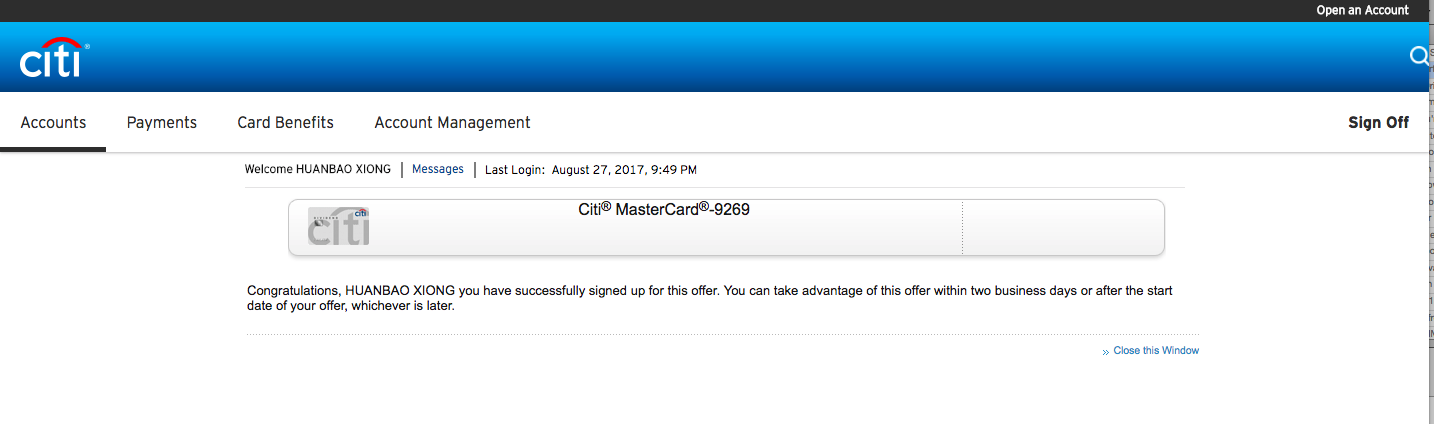 Open an Account
citi®
Accounts Payments Card Benefits Account Management Sign Off
Welcome HUANBAO XIONG | Messages | Last Login: August 27, 2017, 9:49 PM
citi
citi
Citi® MasterCard®-9269
Congratulations, HUANBAO XIONG you have successfully signed up for this offer. You can take advantage of this offer within two business days or after the start
date of your offer, whichever is later.
» Close this Window